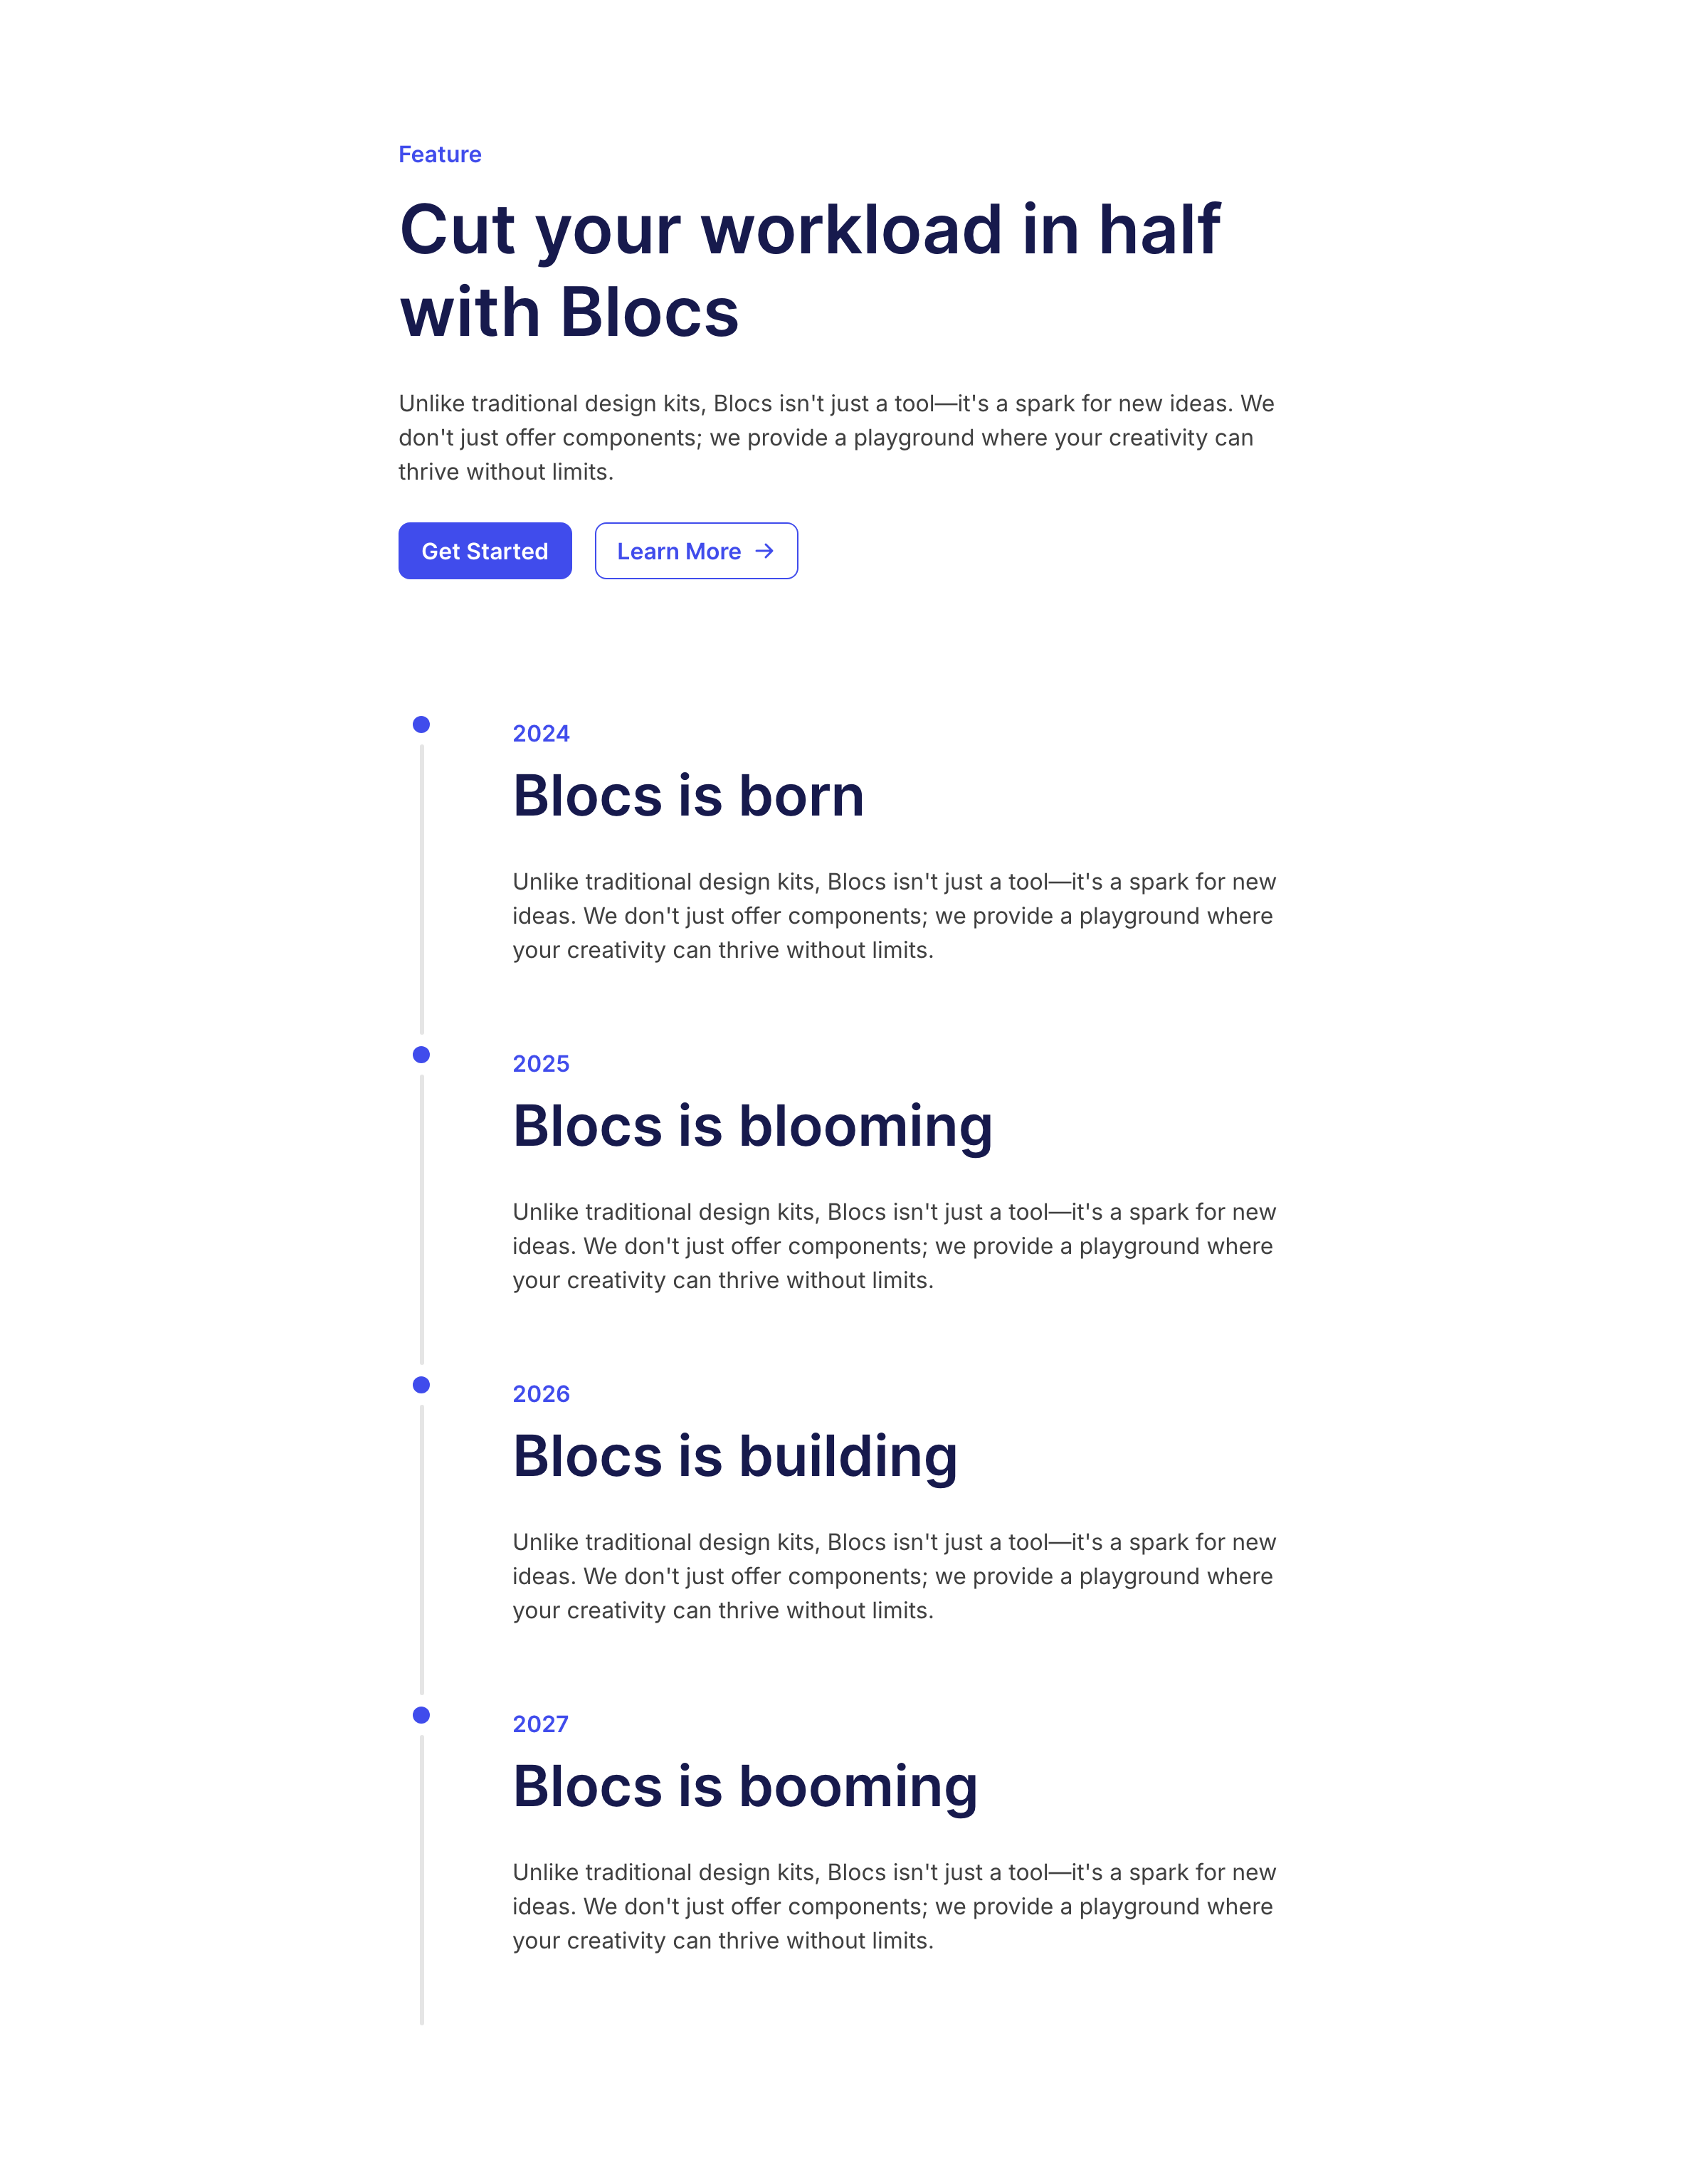 Feature
Cut your workload in half
with Blocs
Unlike traditional design kits, Blocs isn't just a tool—it's a spark for new ideas. We
don't just offer components; we provide a playground where your creativity can
thrive without limits.
Get Started
Learn More →
2024
Blocs is born
Unlike traditional design kits, Blocs isn't just a tool—it's a spark for new
ideas. We don't just offer components; we provide a playground where
your creativity can thrive without limits.
2025
Blocs is blooming
Unlike traditional design kits, Blocs isn't just a tool—it's a spark for new
ideas. We don't just offer components; we provide a playground where
your creativity can thrive without limits.
2026
Blocs is building
Unlike traditional design kits, Blocs isn't just a tool—it's a spark for new
ideas. We don't just offer components; we provide a playground where
your creativity can thrive without limits.
2027
Blocs is booming
Unlike traditional design kits, Blocs isn't just a tool—it's a spark for new
ideas. We don't just offer components; we provide a playground where
your creativity can thrive without limits.